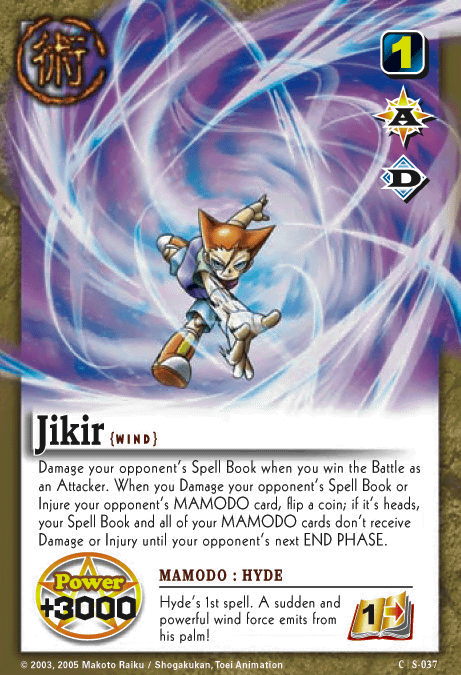 術
1
A
D
Jikir {WIND}
Damage your opponent's Spell Book when you win the Battle as
an Attacker. When you Damage your opponent's Spell Book or
Injure your opponent's MAMODO card, flip a coin; if it's heads,
your Spell Book and all of your MAMODO cards don't receive
Damage or Injury until your opponent's next END PHASE.
Power
+3000
MAMODO : HYDE
Hyde's 1st spell. A sudden and
powerful wind force emits from
his palm!
1
© 2003, 2005 Makoto Raiku / Shogakukan, Toei Animation
C | S-037